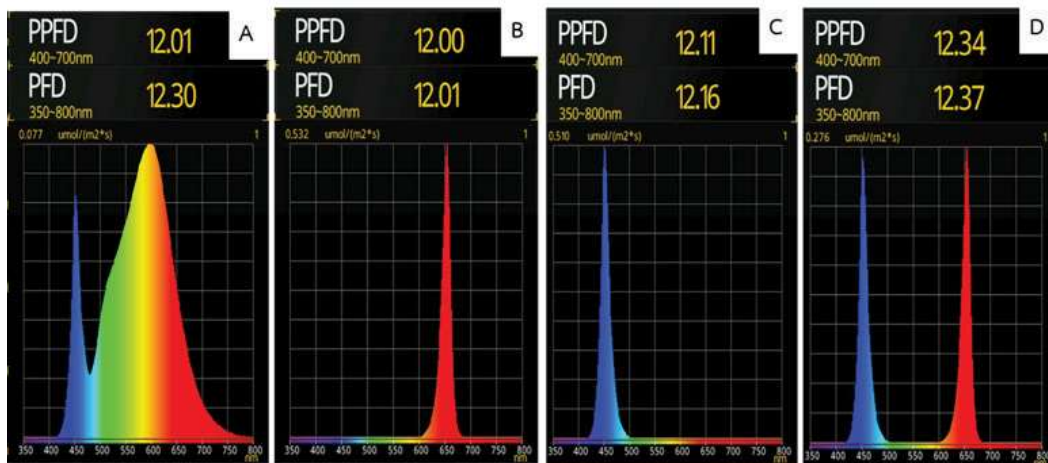 PPFD 12.01 A
400~700nm
PFD 12.30
350~800nm
0.077 umol/(m2*s) 1
350 400 450 500 550 600 650 700 750 800
nm
PPFD 12.00 B
400~700nm
PFD 12.01
350~800nm
0.532 umol/(m2*s) 1
350 400 450 500 550 600 650 700 750 800
nm
PPFD 12.11 C
400~700nm
PFD 12.16
350~800nm
0.510 umol/(m2*s) 1
350 400 450 500 550 600 650 700 750 800
nm
PPFD 12.34 D
400~700nm
PFD 12.37
350~800nm
0.276 umol/(m2*s) 1
350 400 450 500 550 600 650 700 750 800
nm